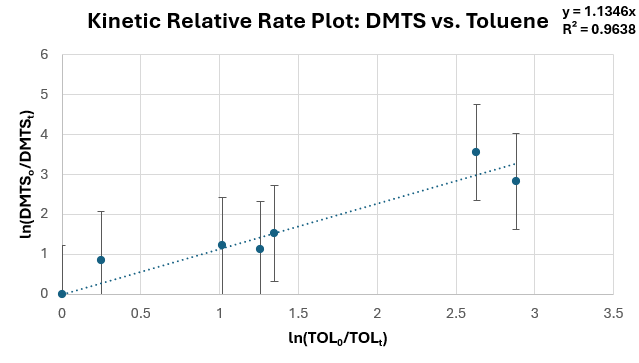 Kinetic Relative Rate Plot: DMTS vs. Toluene
y = 1.1346x
R² = 0.9638
6
5
4
3
2
1
0
ln(DMTS₀/DMTSₜ)
0 0.5 1 1.5 2 2.5 3 3.5
ln(TOL₀/TOLₜ)